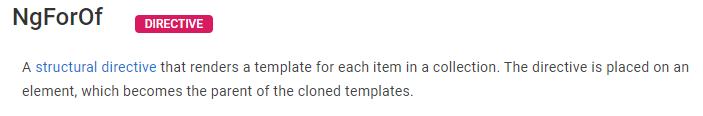 NgForOf DIRECTIVE
A structural directive that renders a template for each item in a collection. The directive is placed on an
element, which becomes the parent of the cloned templates.